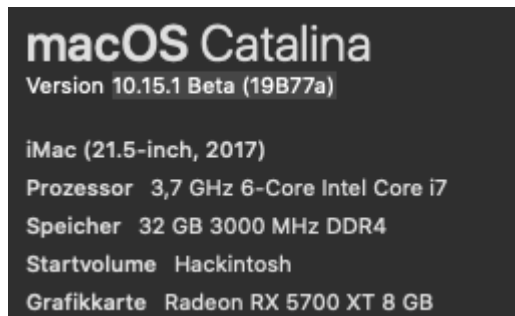 macOS Catalina
Version 10.15.1 Beta (19B77a)
iMac (21.5-inch, 2017)
Prozessor 3,7 GHz 6-Core Intel Core i7
Speicher 32 GB 3000 MHz DDR4
Startvolume Hackintosh
Grafikkarte Radeon RX 5700 XT 8 GB